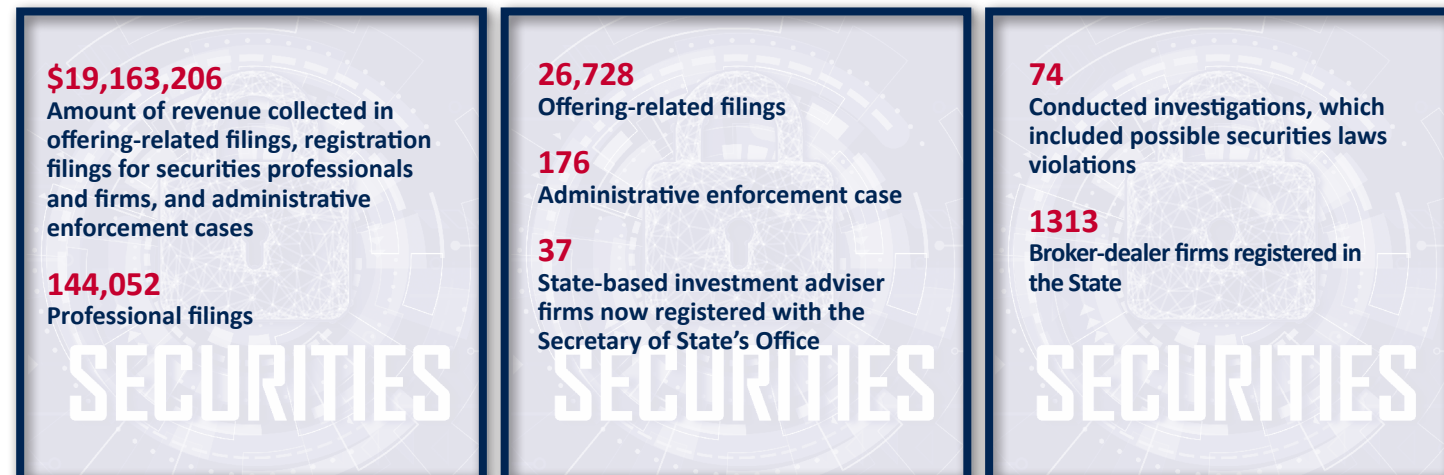 $19,163,206
Amount of revenue collected in
offering-related filings, registration
filings for securities professionals
and firms, and administrative
enforcement cases
144,052
Professional filings
SECURITIES
26,728
Offering-related filings
176
Administrative enforcement case
37
State-based investment adviser
firms now registered with the
Secretary of State's Office
SECURITIES
74
Conducted investigations, which
included possible securities laws
violations
1313
Broker-dealer firms registered in
the State
SECURITIES